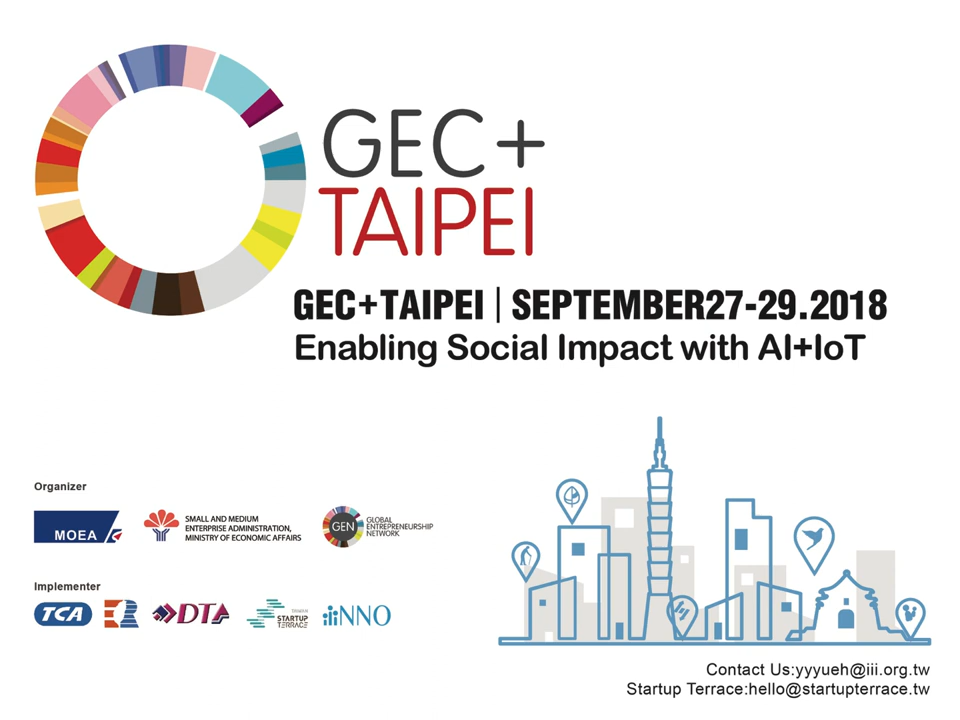 GEC+
TAIPEI
GEC+TAIPEI | SEPTEMBER27-29.2018
Enabling Social Impact with AI+IoT
Organizer
MOEA
SMALL AND MEDIUM
ENTERPRISE ADMINISTRATION,
MINISTRY OF ECONOMIC AFFAIRS
GEN
GLOBAL
ENTREPRENEURSHIP
NETWORK
Implementer
TCA
DTA
TAIWAN
STARTUP
TERRACE
iiiNNO
Contact Us:yyyueh@iii.org.tw
Startup Terrace:hello@startupterrace.tw